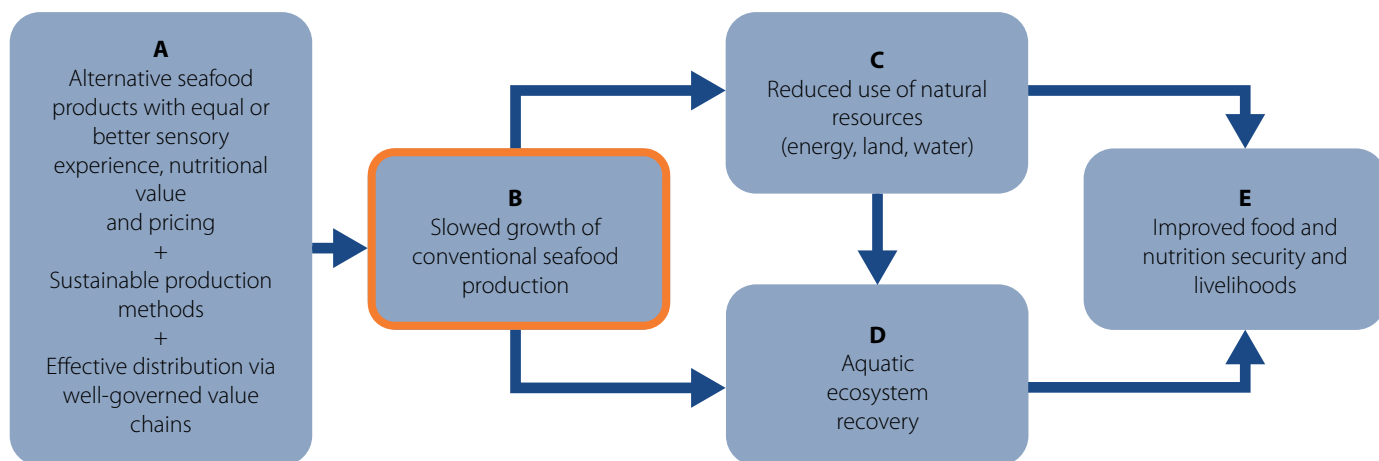 A
Alternative seafood
products with equal or
better sensory
experience, nutritional
value
and pricing
+
Sustainable production
methods
+
Effective distribution via
well-governed value
chains
B
Slowed growth of
conventional seafood
production
C
Reduced use of natural
resources
(energy, land, water)
D
Aquatic
ecosystem
recovery
E
Improved food and
nutrition security and
livelihoods